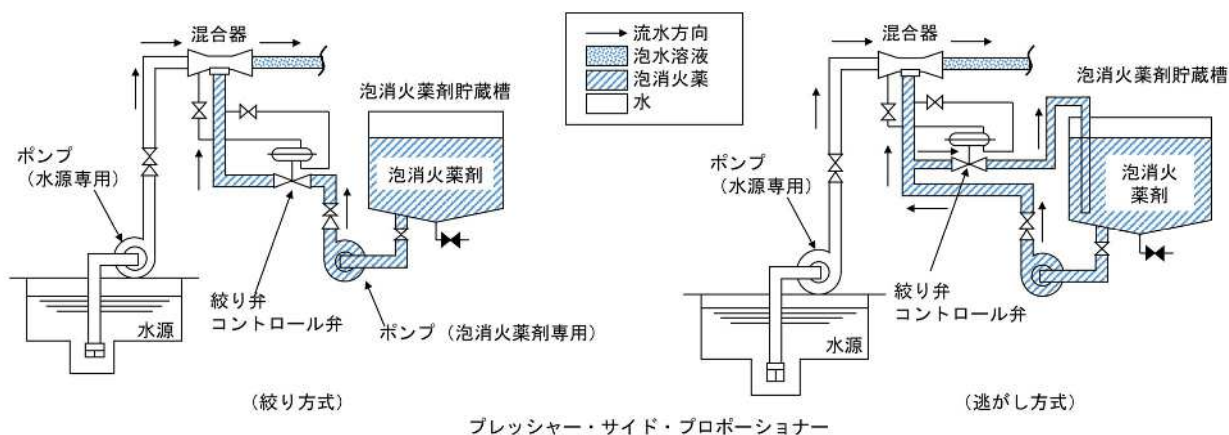 混合器
泡消火薬剤貯蔵槽
ポンプ
（水源専用）
泡消火薬剤
水源
絞り弁
コントロール弁
ポンプ（泡消火薬剤専用）
（絞り方式）
流水方向
泡水溶液
泡消火薬
水
混合器
泡消火薬剤貯蔵槽
ポンプ
（水源専用）
泡消火
薬剤
水源
絞り弁
コントロール弁
（逃がし方式）
プレッシャー・サイド・プロポーショナー